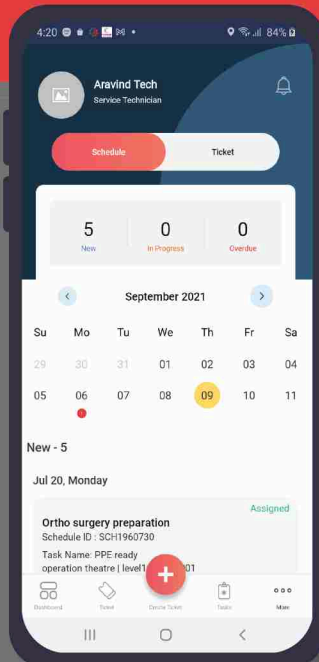 4:20
84%
Aravind Tech
Service Technician
Schedule
Ticket
5
0
0
New
In Progress
Overdue
September 2021
Su Mo Tu We Th Fr Sa
29 30 31 01 02 03 04
05 06 07 08 09 10 11
New - 5
Jul 20, Monday
Assigned
Ortho surgery preparation
Schedule ID : SCH1960730
Task Name: PPE ready
operation theatre | level1 01
Dashboard
Ticket
Create Ticket
Tasks
More